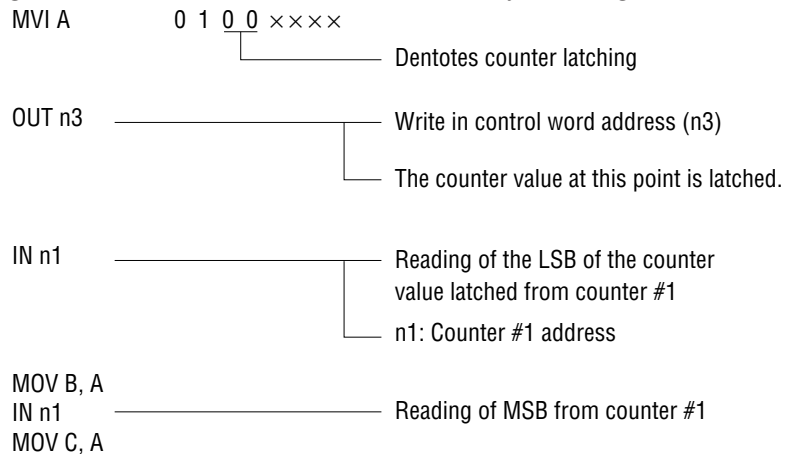 MVI A 0 1 0 0 ××××
Dentotes counter latching
OUT n3 Write in control word address (n3)
The counter value at this point is latched.
IN n1 Reading of the LSB of the counter
value latched from counter #1
n1: Counter #1 address
MOV B, A
IN n1 Reading of MSB from counter #1
MOV C, A